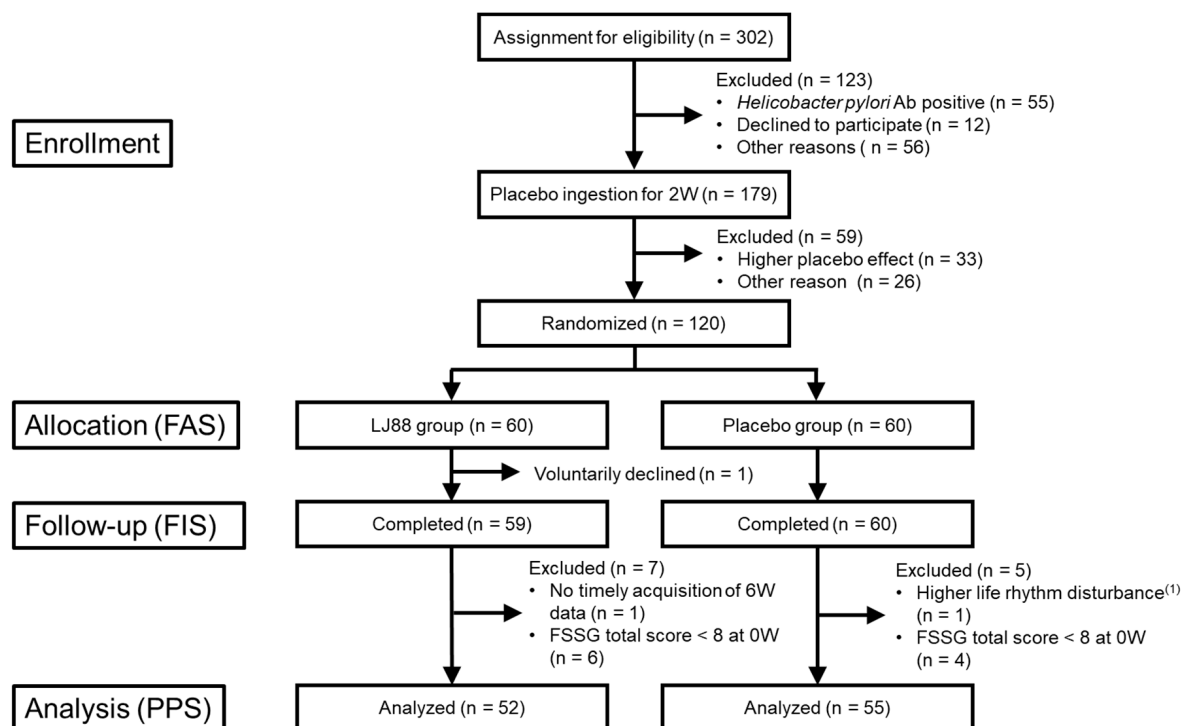 Assignment for eligibility (n = 302)
Excluded (n = 123)
• Helicobacter pylori Ab positive (n = 55)
• Declined to participate (n = 12)
• Other reasons ( n = 56)
Enrollment
Placebo ingestion for 2W (n = 179)
Excluded (n = 59)
• Higher placebo effect (n = 33)
• Other reason (n = 26)
Randomized (n = 120)
Allocation (FAS)
LJ88 group (n = 60)
Placebo group (n = 60)
Voluntarily declined (n = 1)
Follow-up (FIS)
Completed (n = 59)
Completed (n = 60)
Excluded (n = 7)
• No timely acquisition of 6W
data (n = 1)
• FSSG total score < 8 at 0W
(n = 6)
Excluded (n = 5)
• Higher life rhythm disturbance(1)
(n = 1)
• FSSG total score < 8 at 0W
(n = 4)
Analysis (PPS)
Analyzed (n = 52)
Analyzed (n = 55)